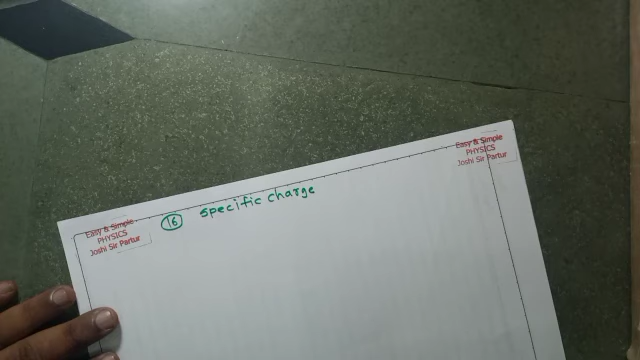 Easy & Simple
PHYSICS
Joshi Sir Partur
16 specific charge
Easy & Simple
PHYSICS
Joshi Sir Partur